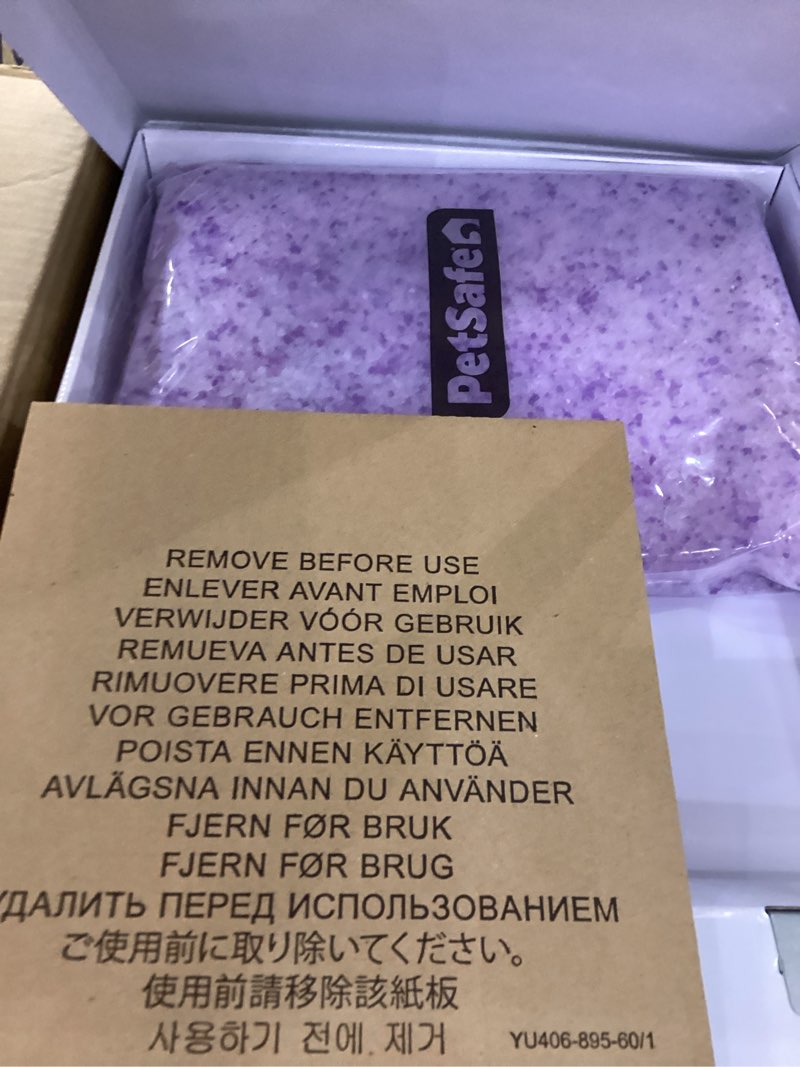 PetSafe
REMOVE BEFORE USE
ENLEVER AVANT EMPLOI
VERWIJDER VÓÓR GEBRUIK
REMUEVA ANTES DE USAR
RIMUOVERE PRIMA DI USARE
VOR GEBRAUCH ENTFERNEN
POISTA ENNEN KÄYTTÖÄ
AVLÄGSNA INNAN DU ANVÄNDER
FJERN FØR BRUK
FJERN FØR BRUG
УДАЛИТЬ ПЕРЕД ИСПОЛЬЗОВАНИЕМ
ご使用前に取り除いてください。
使用前請移除該紙板
사용하기 전에 제거
YU406-895-60/1